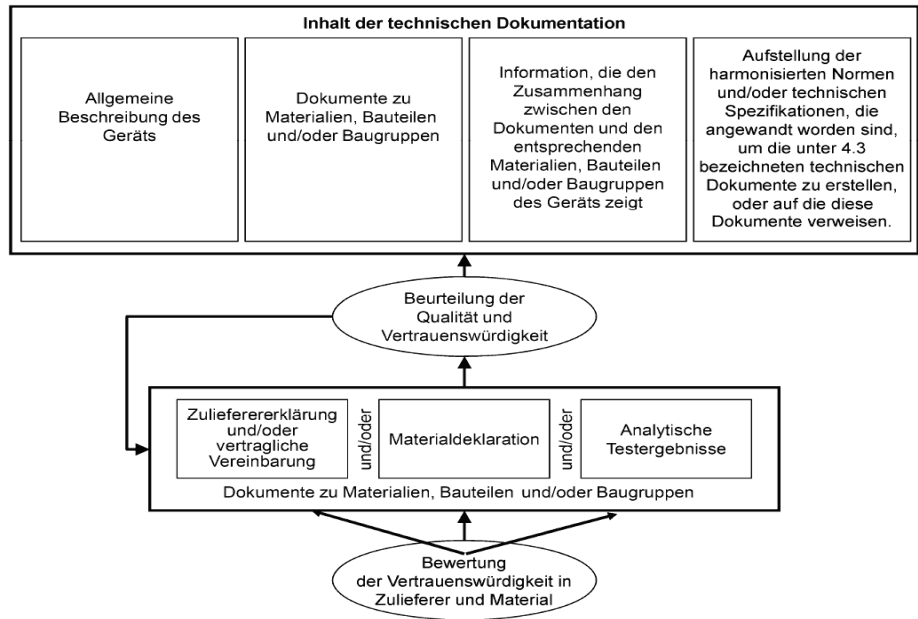 Inhalt der technischen Dokumentation
Allgemeine
Beschreibung des
Geräts
Dokumente zu
Materialien, Bauteilen
und/oder Baugruppen
Information, die den
Zusammenhang
zwischen den
Dokumenten und den
entsprechenden
Materialien, Bauteilen
und/oder Baugruppen
des Geräts zeigt
Aufstellung der
harmonisierten Normen
und/oder technischen
Spezifikationen, die
angewandt worden sind,
um die unter 4.3
bezeichneten technischen
Dokumente zu erstellen,
oder auf die diese
Dokumente verweisen.
Beurteilung der
Qualität und
Vertrauenswürdigkeit
Zuliefererklärung
und/oder
vertragliche
Vereinbarung
und/oder
Materialdeklaration
und/oder
Analytische
Testergebnisse
Dokumente zu Materialien, Bauteilen und/oder Baugruppen
Bewertung
der Vertrauenswürdigkeit in
Zulieferer und Material